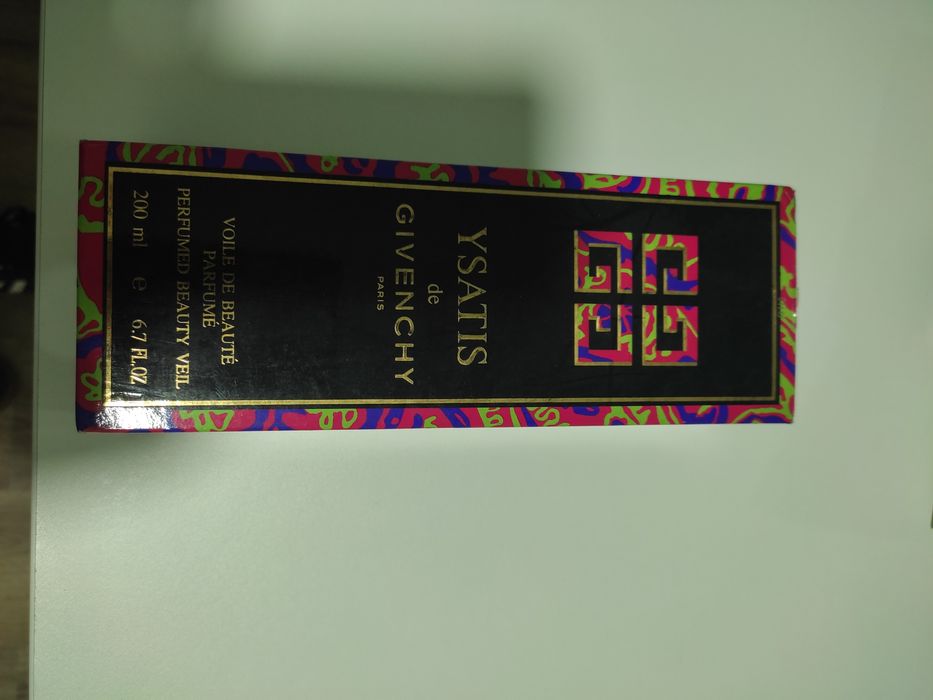 YSATIS
de
GIVENCHY
PARIS
VOILE DE BEAUTÉ
PARFUMÉ
PERFUMED BEAUTY VEIL
200 ml e 6.7 FL.OZ